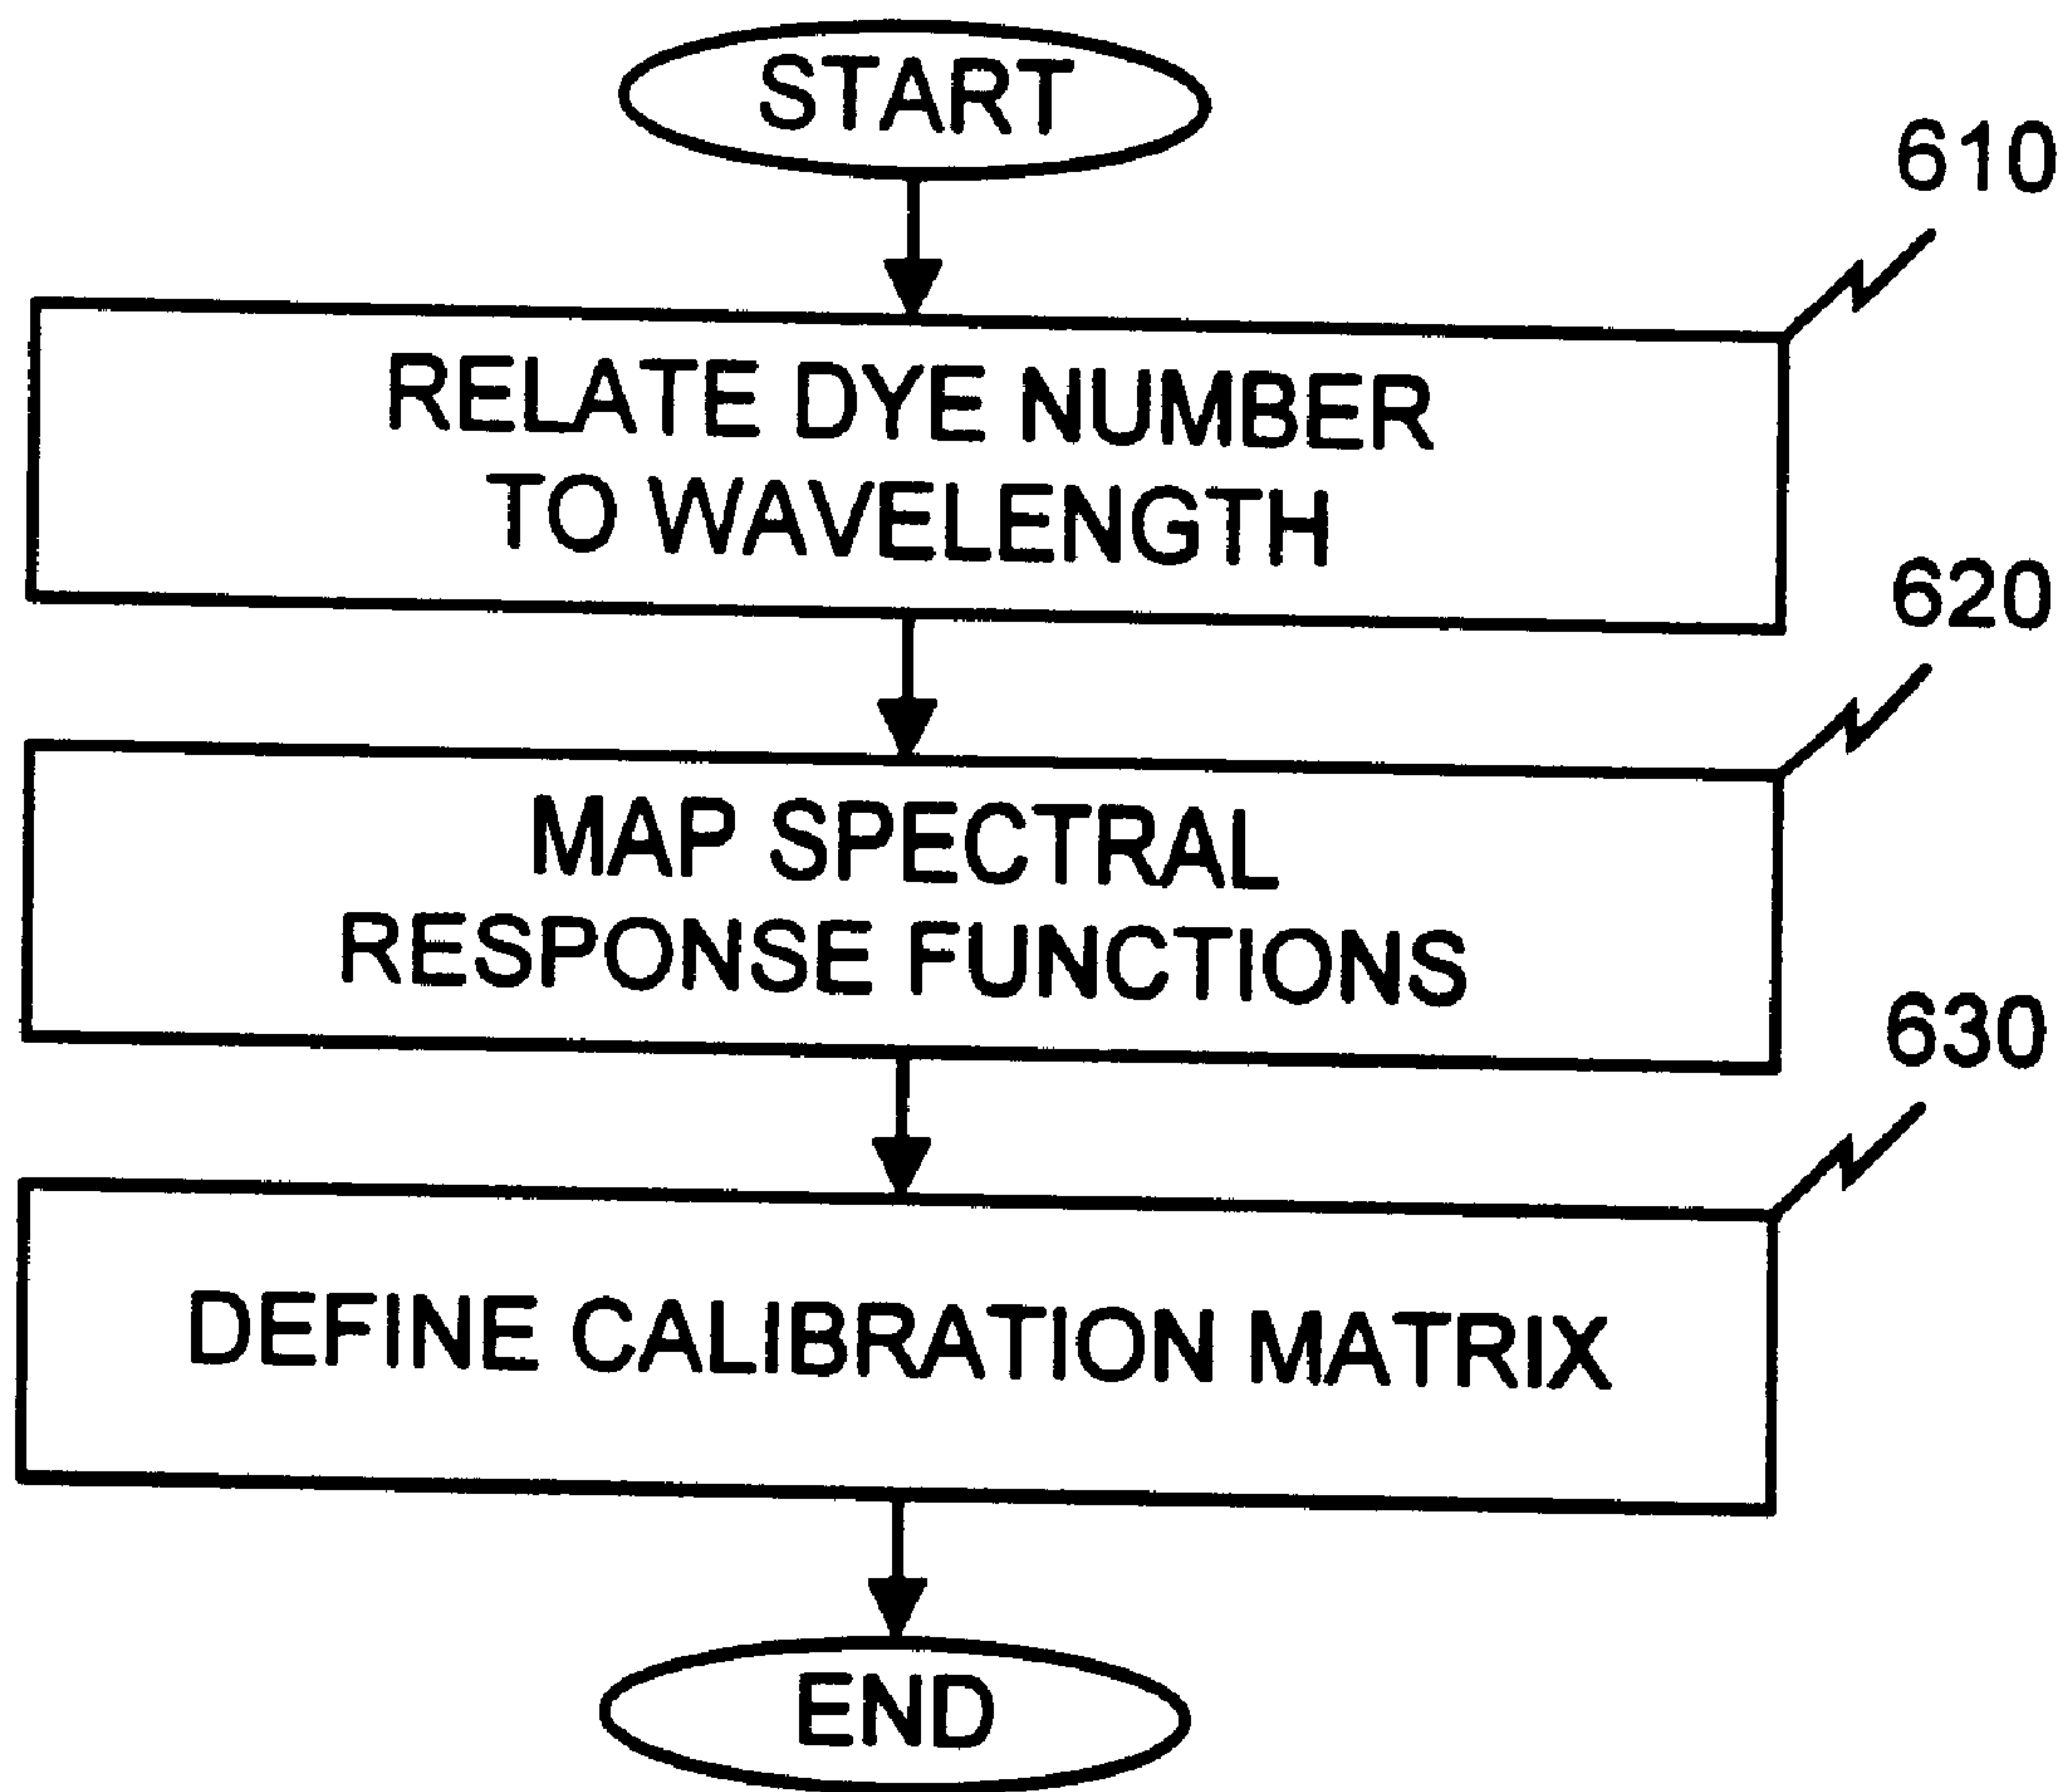 START
610
RELATE DYE NUMBER
TO WAVELENGTH
620
MAP SPECTRAL
RESPONSE FUNCTIONS
630
DEFINE CALIBRATION MATRIX
END